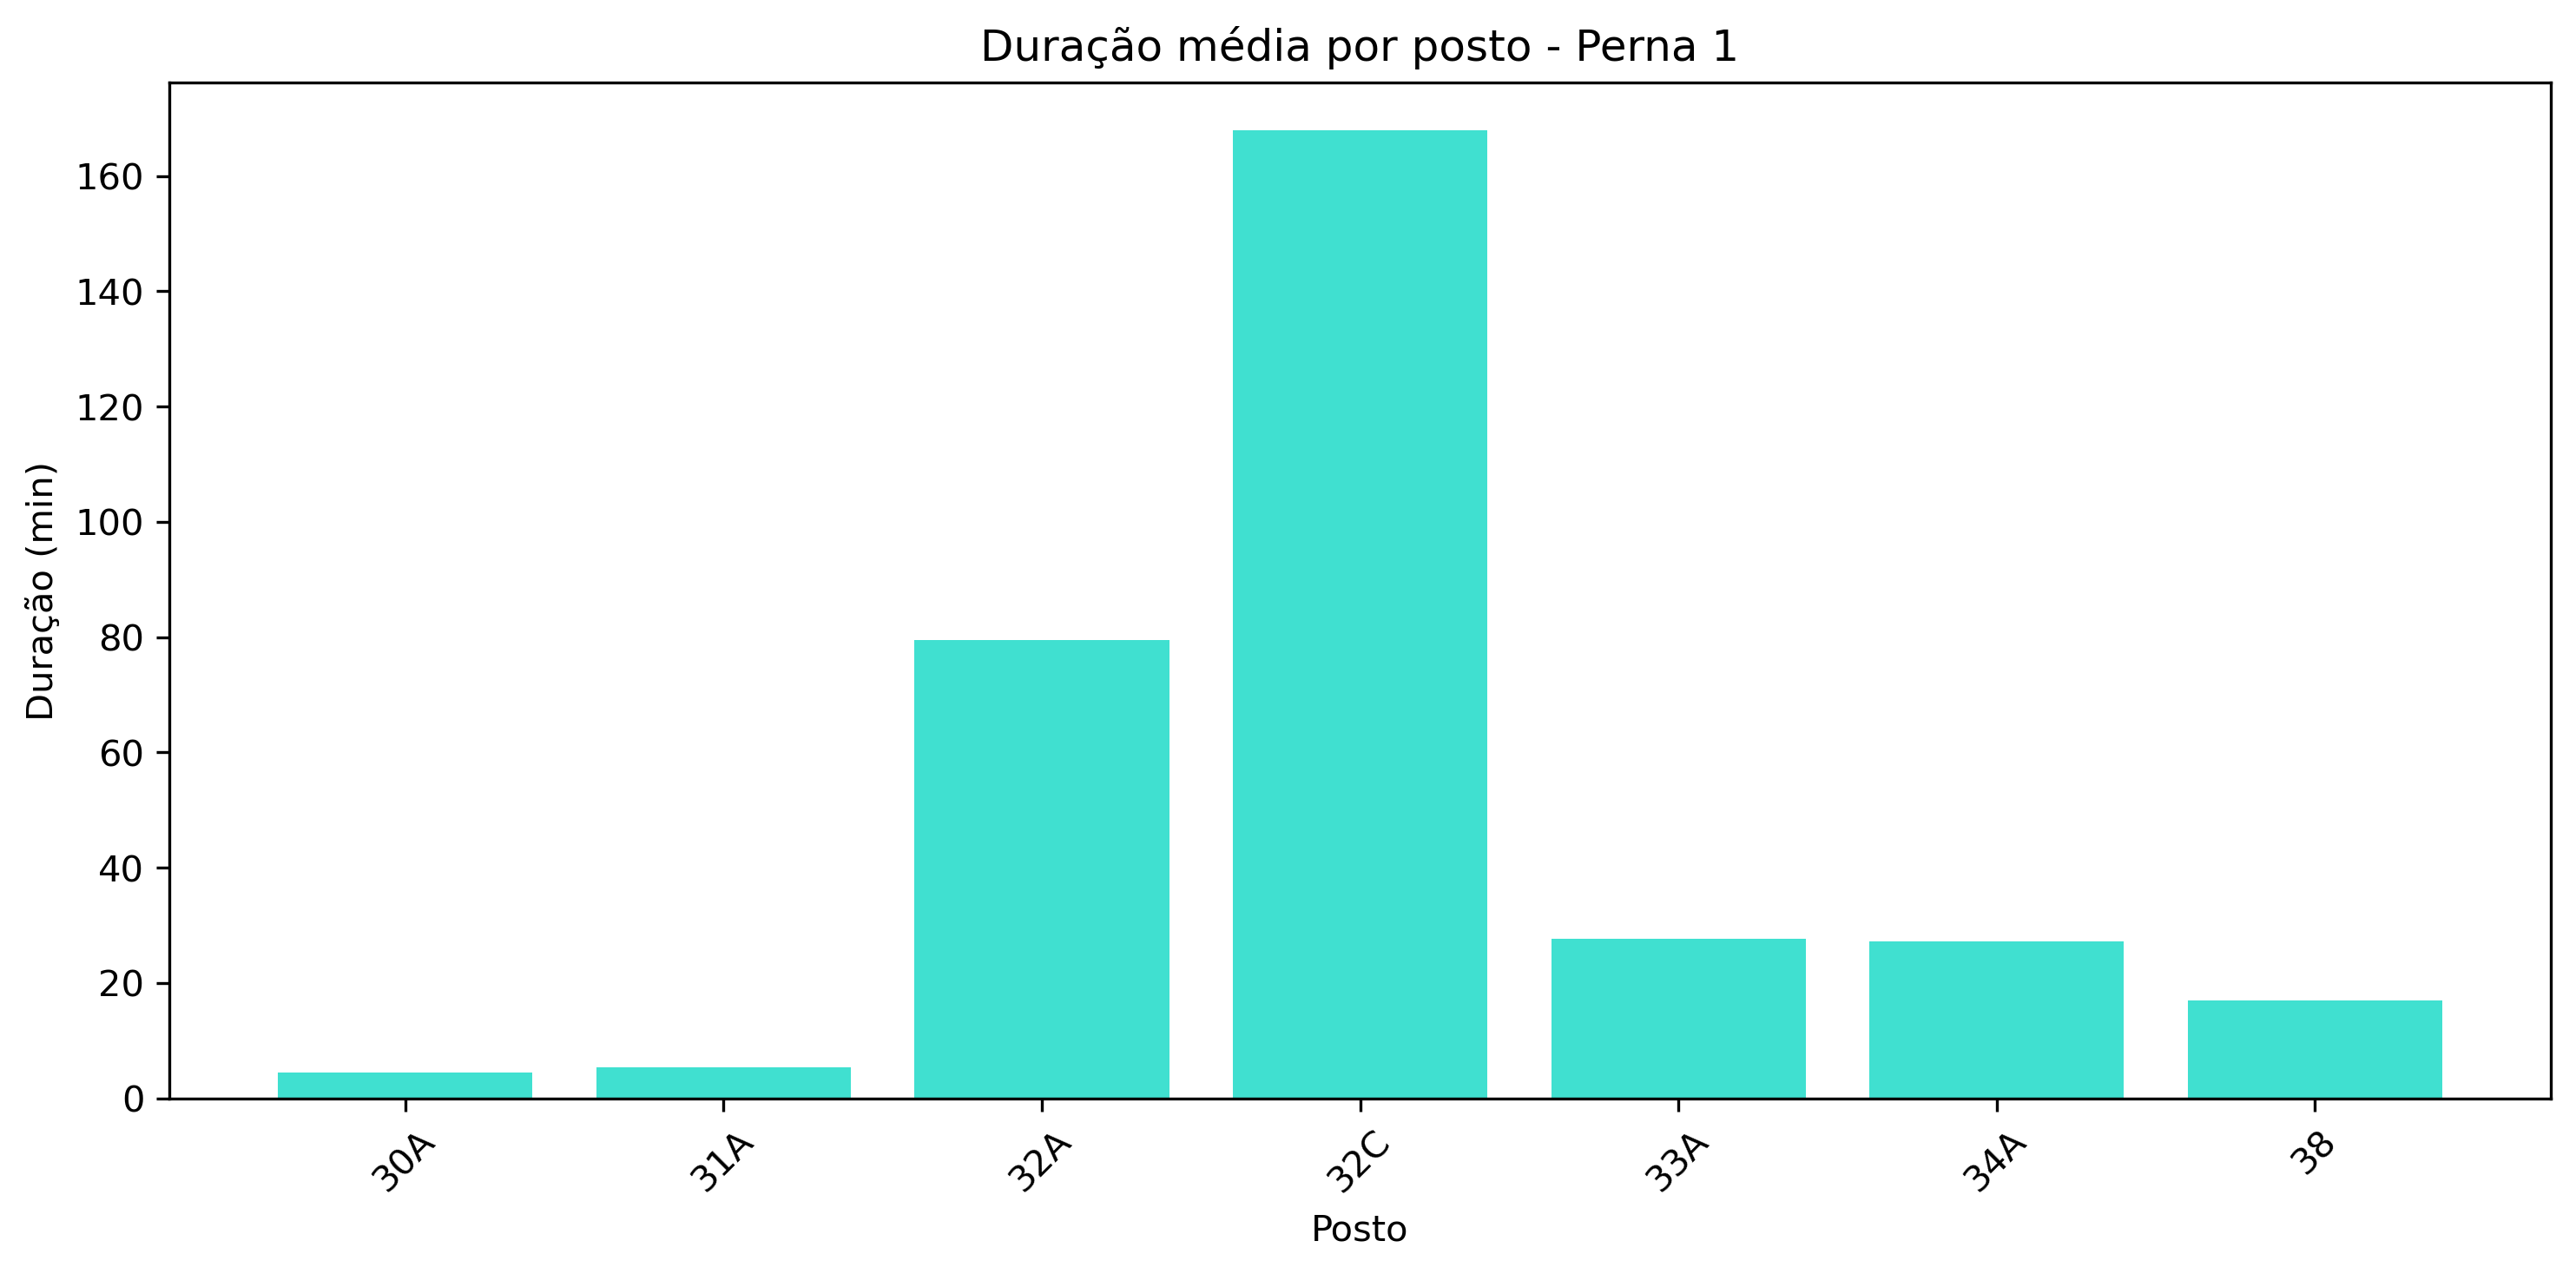 Duração média por posto - Perna 1
Duração (min)
160
140
120
100
80
60
40
20
0
30A
31A
32A
32C
33A
34A
38
Posto